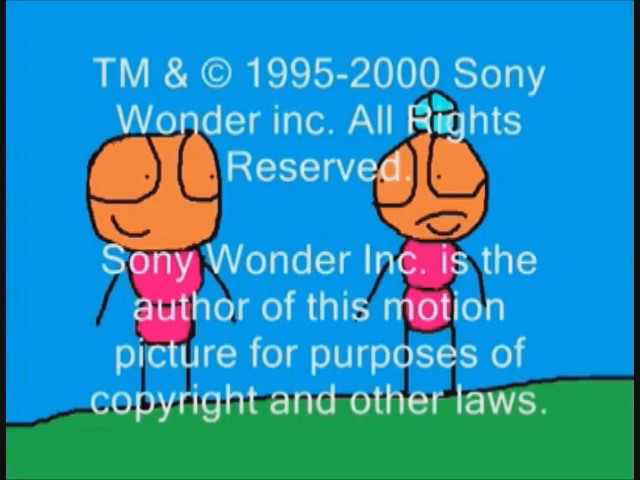 TM & © 1995-2000 Sony
Wonder inc. All Rights
Reserved.
Sony Wonder Inc. is the
author of this motion
picture for purposes of
copyright and other laws.